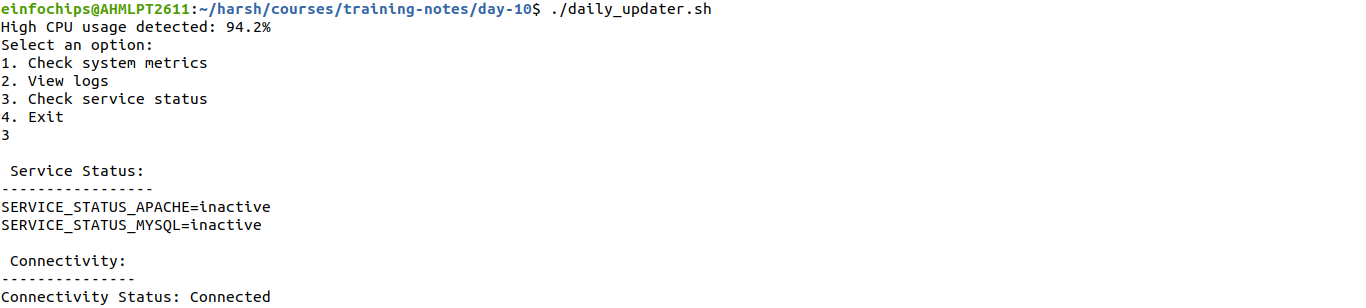 einfochips@AHMLPT2611:~/harsh/courses/training-notes/day-10$ ./daily_updater.sh
High CPU usage detected: 94.2%
Select an option:
1. Check system metrics
2. View logs
3. Check service status
4. Exit
3
 Service Status:
-----------------
SERVICE_STATUS_APACHE=inactive
SERVICE_STATUS_MYSQL=inactive
 Connectivity:
---------------
Connectivity Status: Connected